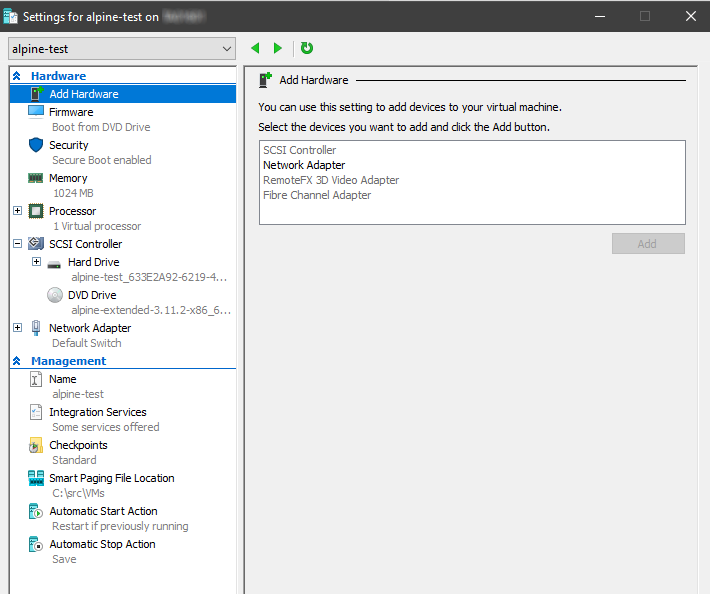 Settings for alpine-test on
alpine-test
Hardware
Add Hardware
Firmware
Boot from DVD Drive
Security
Secure Boot enabled
Memory
1024 MB
Processor
1 Virtual processor
SCSI Controller
Hard Drive
alpine-test_633E2A92-6219-4...
DVD Drive
alpine-extended-3.11.2-x86_6...
Network Adapter
Default Switch
Management
Name
alpine-test
Integration Services
Some services offered
Checkpoints
Standard
Smart Paging File Location
C:\src\VMs
Automatic Start Action
Restart if previously running
Automatic Stop Action
Save
Add Hardware
You can use this setting to add devices to your virtual machine.
Select the devices you want to add and click the Add button.
SCSI Controller
Network Adapter
RemoteFX 3D Video Adapter
Fibre Channel Adapter
Add